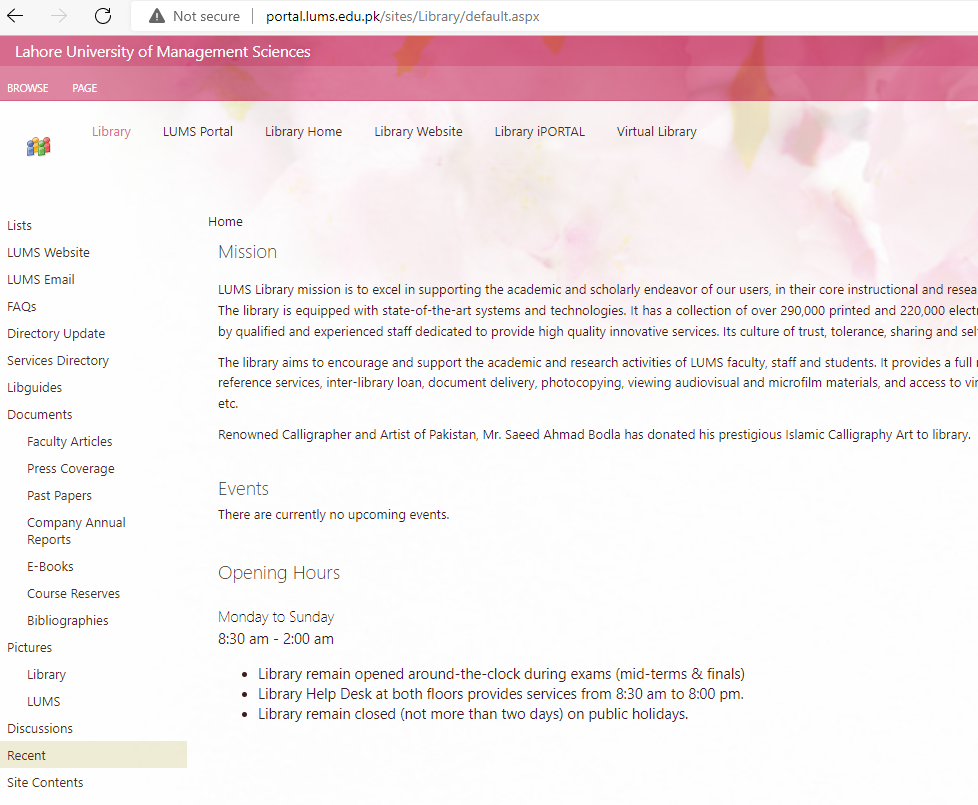 Not secure | portal.lums.edu.pk/sites/Library/default.aspx
Lahore University of Management Sciences
BROWSE PAGE
Library LUMS Portal Library Home Library Website Library iPORTAL Virtual Library
Lists
LUMS Website
LUMS Email
FAQs
Directory Update
Services Directory
Libguides
Documents
Faculty Articles
Press Coverage
Past Papers
Company Annual
Reports
E-Books
Course Reserves
Bibliographies
Pictures
Library
LUMS
Discussions
Recent
Site Contents
Home
Mission
LUMS Library mission is to excel in supporting the academic and scholarly endeavor of our users, in their core instructional and resea
The library is equipped with state-of-the-art systems and technologies. It has a collection of over 290,000 printed and 220,000 electr
by qualified and experienced staff dedicated to provide high quality innovative services. Its culture of trust, tolerance, sharing and sel
The library aims to encourage and support the academic and research activities of LUMS faculty, staff and students. It provides a full
reference services, inter-library loan, document delivery, photocopying, viewing audiovisual and microfilm materials, and access to vir
etc.
Renowned Calligrapher and Artist of Pakistan, Mr. Saeed Ahmad Bodla has donated his prestigious Islamic Calligraphy Art to library.
Events
There are currently no upcoming events.
Opening Hours
Monday to Sunday
8:30 am - 2:00 am
• Library remain opened around-the-clock during exams (mid-terms & finals)
• Library Help Desk at both floors provides services from 8:30 am to 8:00 pm.
• Library remain closed (not more than two days) on public holidays.